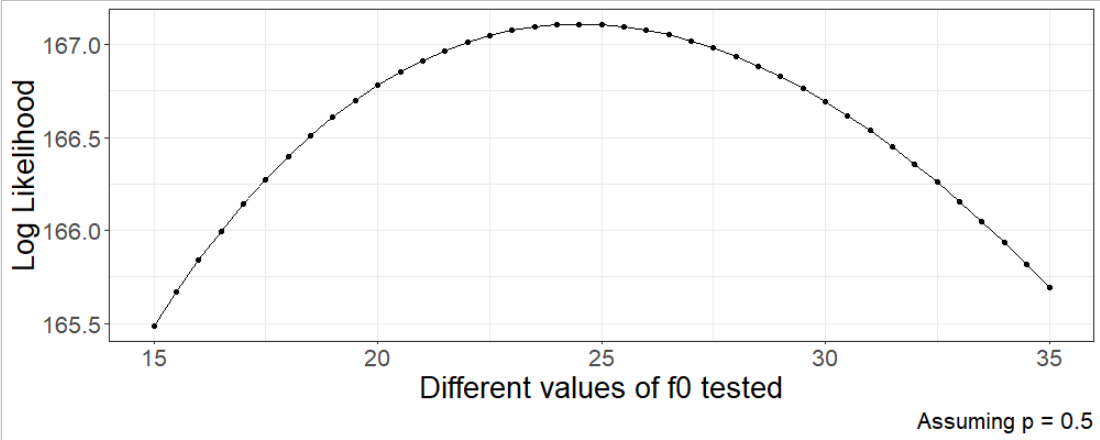 Log Likelihood
167.0
166.5
166.0
165.5
15 20 25 30 35
Different values of f0 tested
Assuming p = 0.5